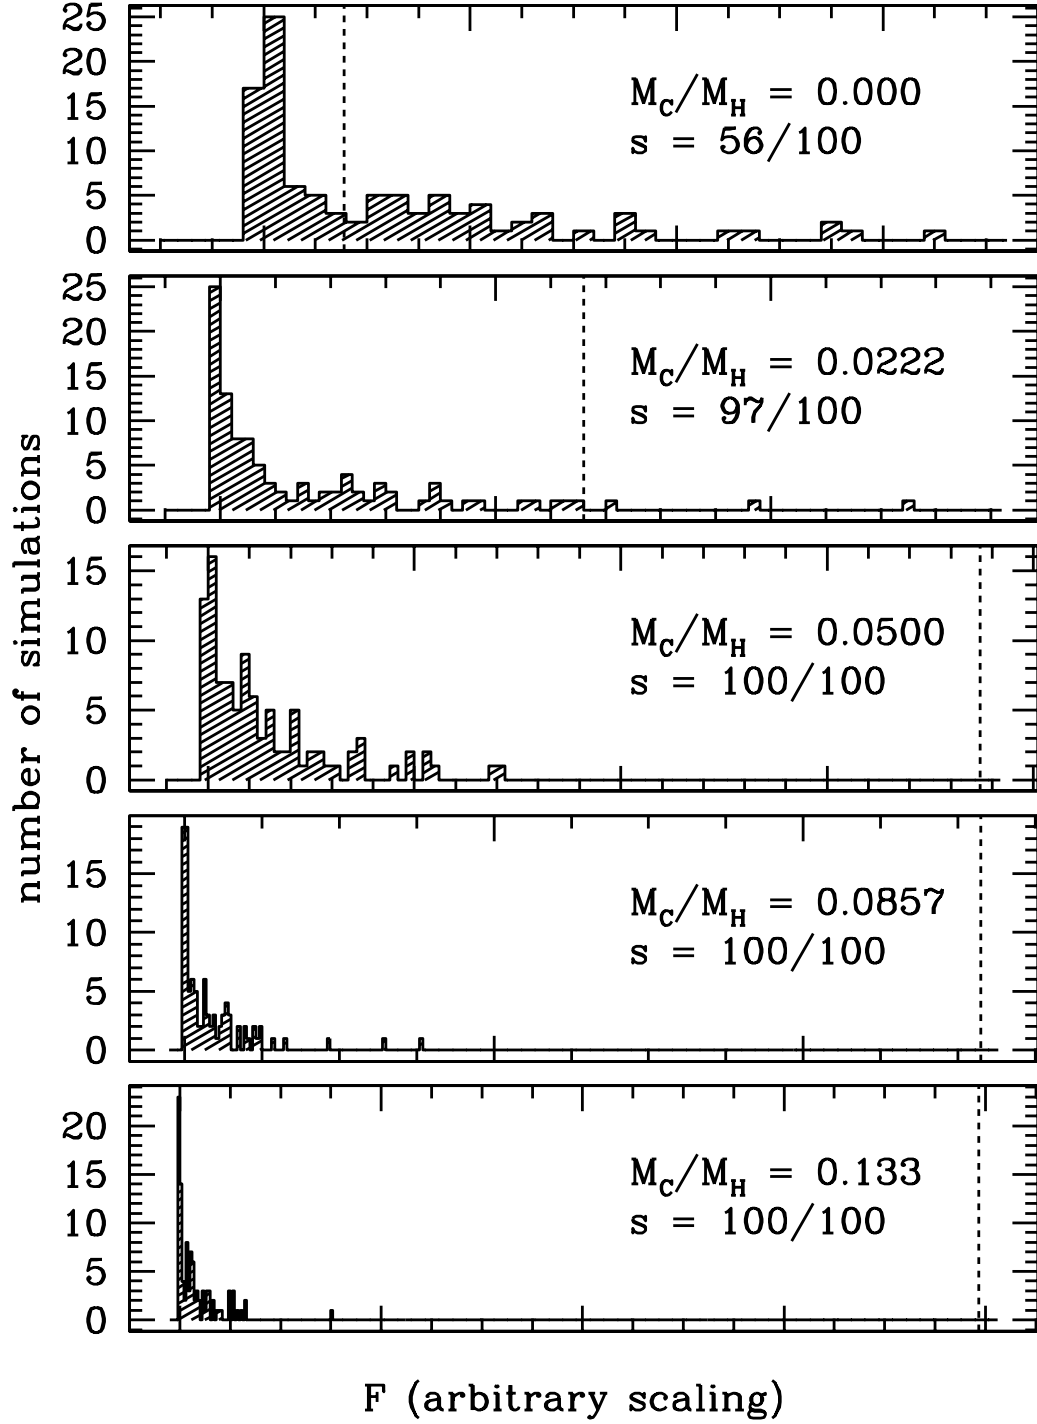 number of simulations
25
20
15
10
5
0
M_C/M_H = 0.000
s = 56/100
25
20
15
10
5
0
M_C/M_H = 0.0222
s = 97/100
15
10
5
0
M_C/M_H = 0.0500
s = 100/100
15
10
5
0
M_C/M_H = 0.0857
s = 100/100
20
15
10
5
0
M_C/M_H = 0.133
s = 100/100
F (arbitrary scaling)